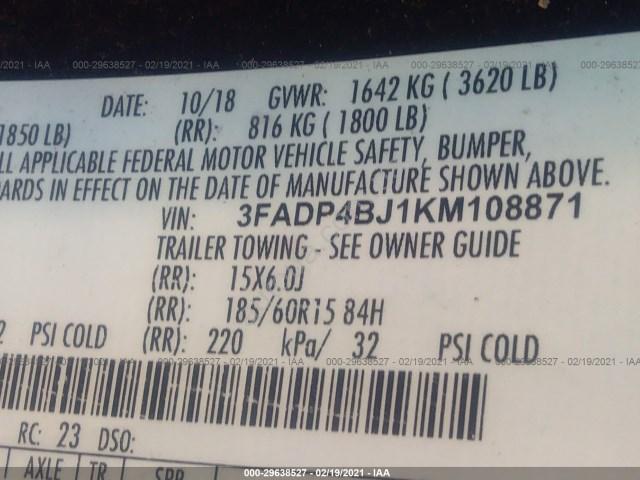 000-29638527 - 02/19/2021 - IAA
DATE: 10/18 GVWR: 1642 KG ( 3620 LB)
1850 LB) (RR): 816 KG ( 1800 LB)
LL APPLICABLE FEDERAL MOTOR VEHICLE SAFETY, BUMPER,
ARDS IN EFFECT ON THE DATE OF MANUFACTURE SHOWN ABOVE.
VIN: 3FADP4BJ1KM108871
TRAILER TOWING - SEE OWNER GUIDE
(RR): 15X6.0J
(RR): 185/60R15 84H
2 PSI COLD (RR): 220 kPa/ 32 PSI COLD
RC: 23 DSO:
AXLE TR SPR
000-29638527 - 02/19/2021 - IAA